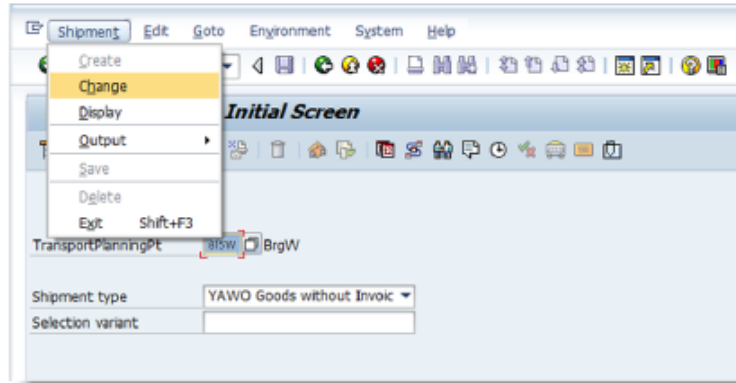 Shipment Edit Goto Environment System Help
Create
Change
Display
Initial Screen
Output
Save
Delete
Exit Shift+F3
TransportPlanningPt BrgW
Shipment type YAWO Goods without Invoic
Selection variant